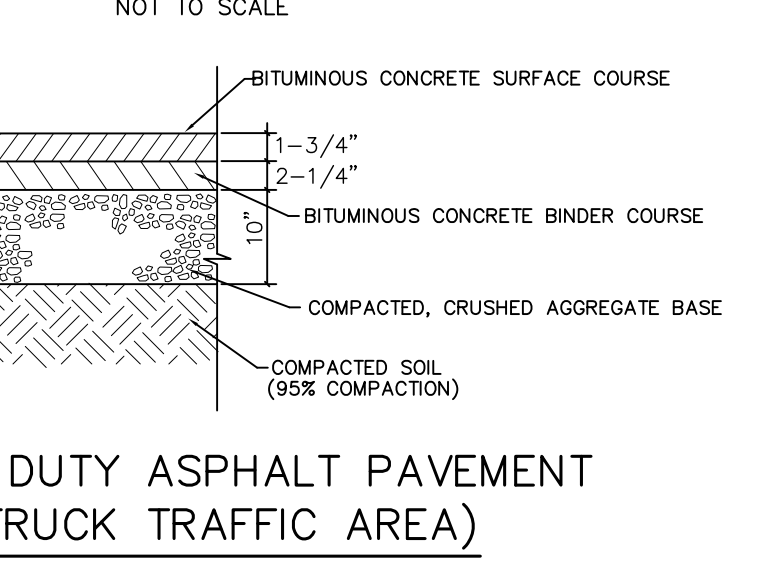 NOT TO SCALE
BITUMINOUS CONCRETE SURFACE COURSE
1-3/4"
2-1/4"
BITUMINOUS CONCRETE BINDER COURSE
10"
COMPACTED, CRUSHED AGGREGATE BASE
COMPACTED SOIL
(95% COMPACTION)
DUTY ASPHALT PAVEMENT
TRUCK TRAFFIC AREA)